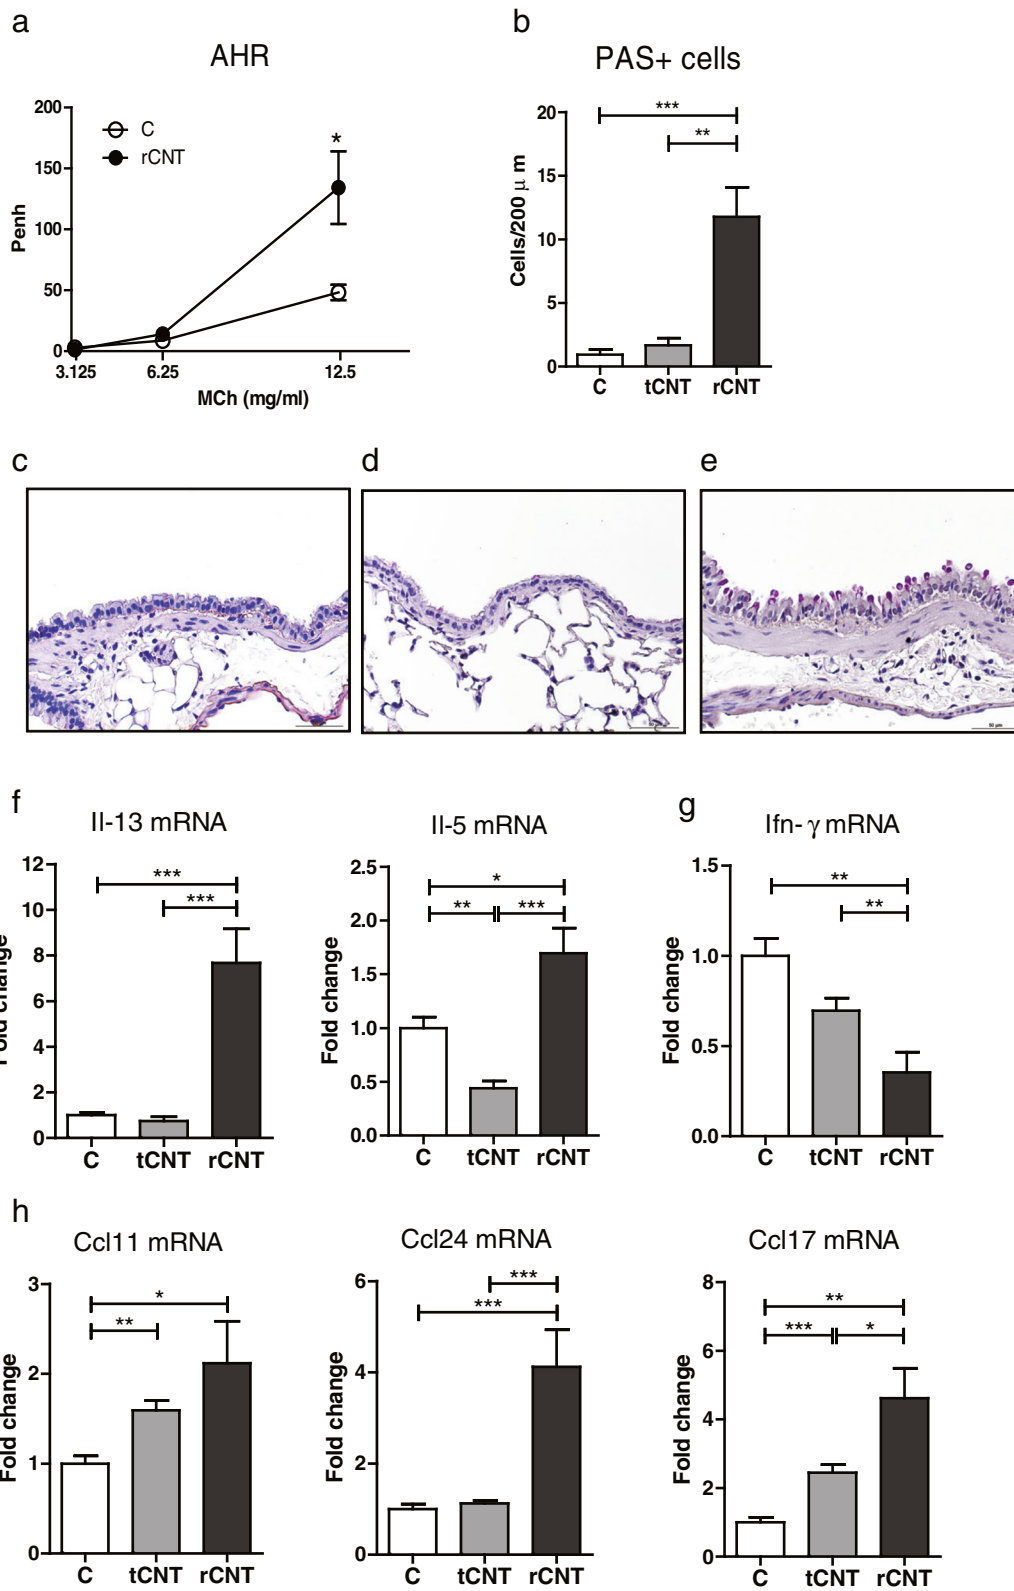 a
AHR
200
150
100
50
0
Penh
C
rCNT
*
3.125
6.25
12.5
MCh (mg/ml)
b
PAS+ cells
20
15
10
5
0
Cells/200 μ m
***
**
C
tCNT
rCNT
c
d
e
50 μm
f
Il-13 mRNA
12
10
8
6
4
2
0
Fold change
***
***
C
tCNT
rCNT
Il-5 mRNA
2.5
2.0
1.5
1.0
0.5
0.0
Fold change
*
**
***
C
tCNT
rCNT
g
Ifn- γ mRNA
1.5
1.0
0.5
0.0
Fold change
**
**
C
tCNT
rCNT
h
Ccl11 mRNA
3
2
1
0
Fold change
*
**
C
tCNT
rCNT
Ccl24 mRNA
6
4
2
0
Fold change
***
***
C
tCNT
rCNT
Ccl17 mRNA
8
6
4
2
0
Fold change
**
***
*
C
tCNT
rCNT